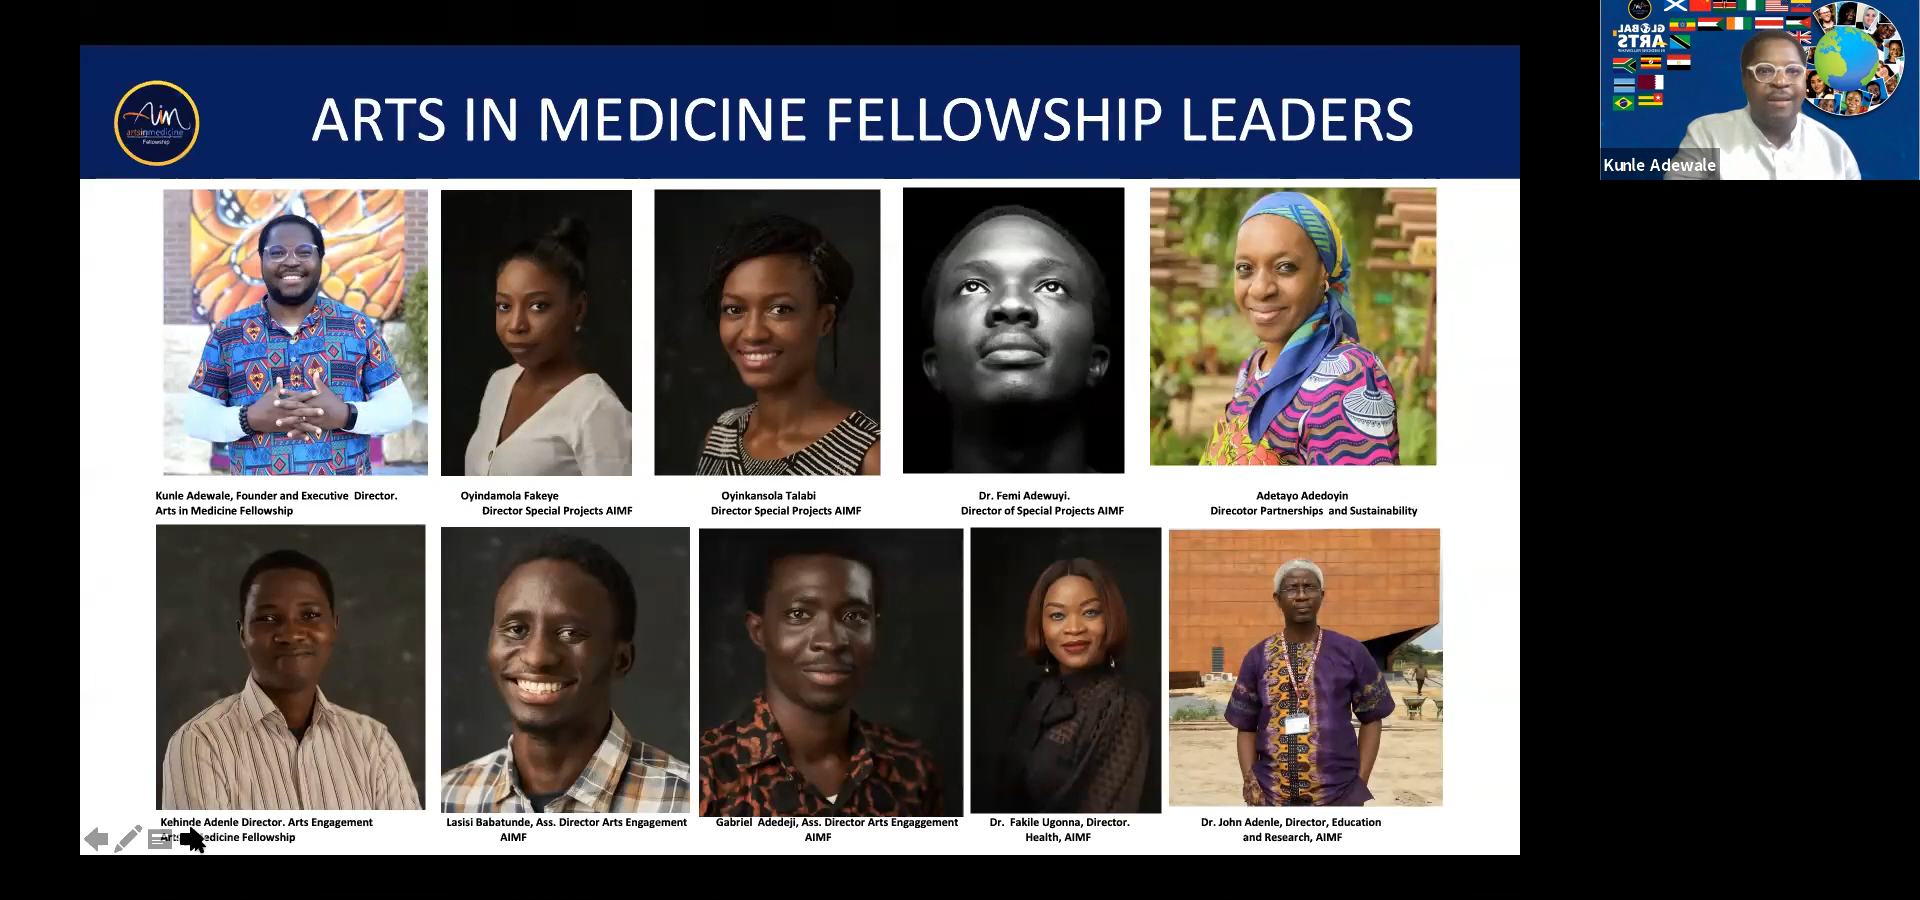 ARTS IN MEDICINE FELLOWSHIP LEADERS
Aim
artsinmedicine
Fellowship
Kunle Adewale, Founder and Executive Director.
Arts in Medicine Fellowship
Oyindamola Fakeye
Director Special Projects AIMF
Oyinkansola Talabi
Director Special Projects AIMF
Dr. Femi Adewuyi.
Director of Special Projects AIMF
Adetayo Adedoyin
Direcotor Partnerships and Sustainability
Kehinde Adenle Director. Arts Engagement
Medicine Fellowship
Lasisi Babatunde, Ass. Director Arts Engagement
AIMF
Gabriel Adedeji, Ass. Director Arts Engaggement
AIMF
Dr. Fakile Ugonna, Director.
Health, AIMF
Dr. John Adenle, Director, Education
and Research, AIMF
GLOBAL
ARTS
Kunle Adewale